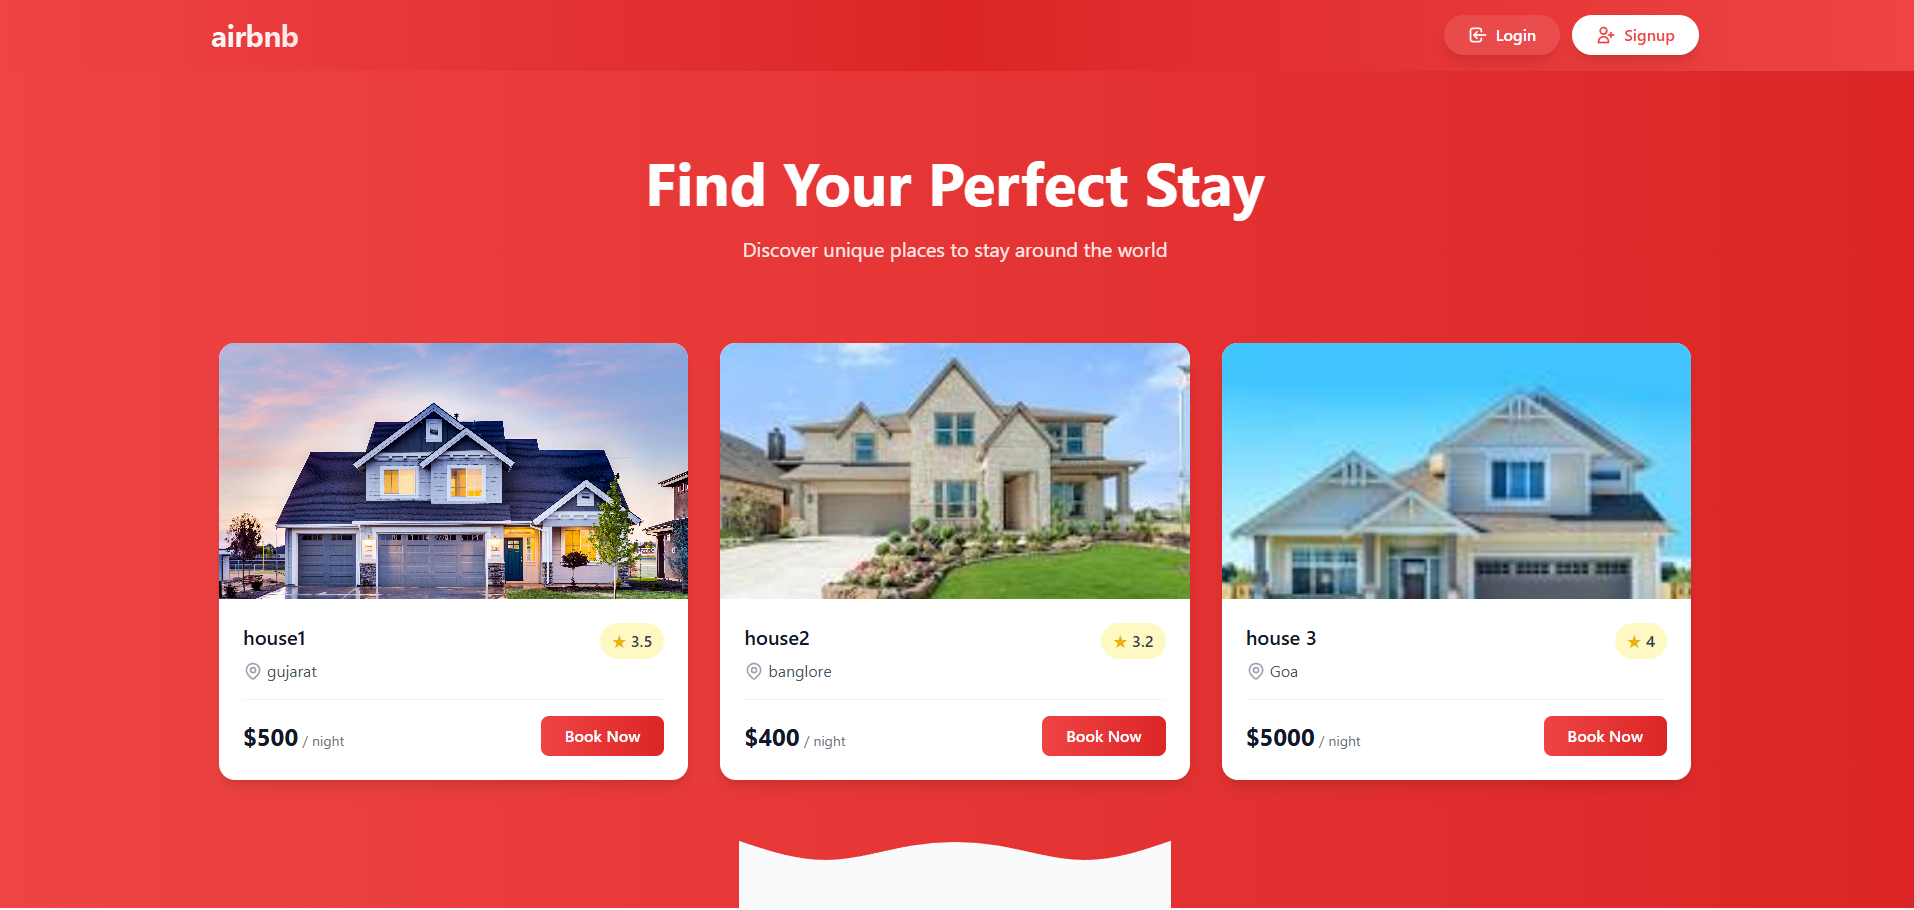 airbnb
Login
Signup
Find Your Perfect Stay
Discover unique places to stay around the world
house1
★ 3.5
gujarat
$500 / night
Book Now
house2
★ 3.2
banglore
$400 / night
Book Now
house 3
★ 4
Goa
$5000 / night
Book Now